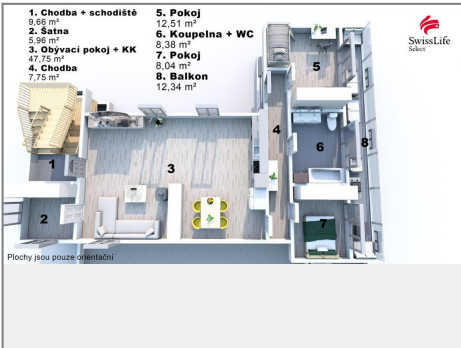 1. Chodba + schodiště
9,66 m²
2. Šatna
5,96 m²
3. Obývací pokoj + KK
47,75 m²
4. Chodba
7,75 m²
5. Pokoj
12,51 m²
6. Koupelna + WC
8,38 m²
7. Pokoj
8,04 m²
8. Balkon
12,34 m²
SwissLife
Select
5
4
8
6
1
3
2
7
Plochy jsou pouze orientační